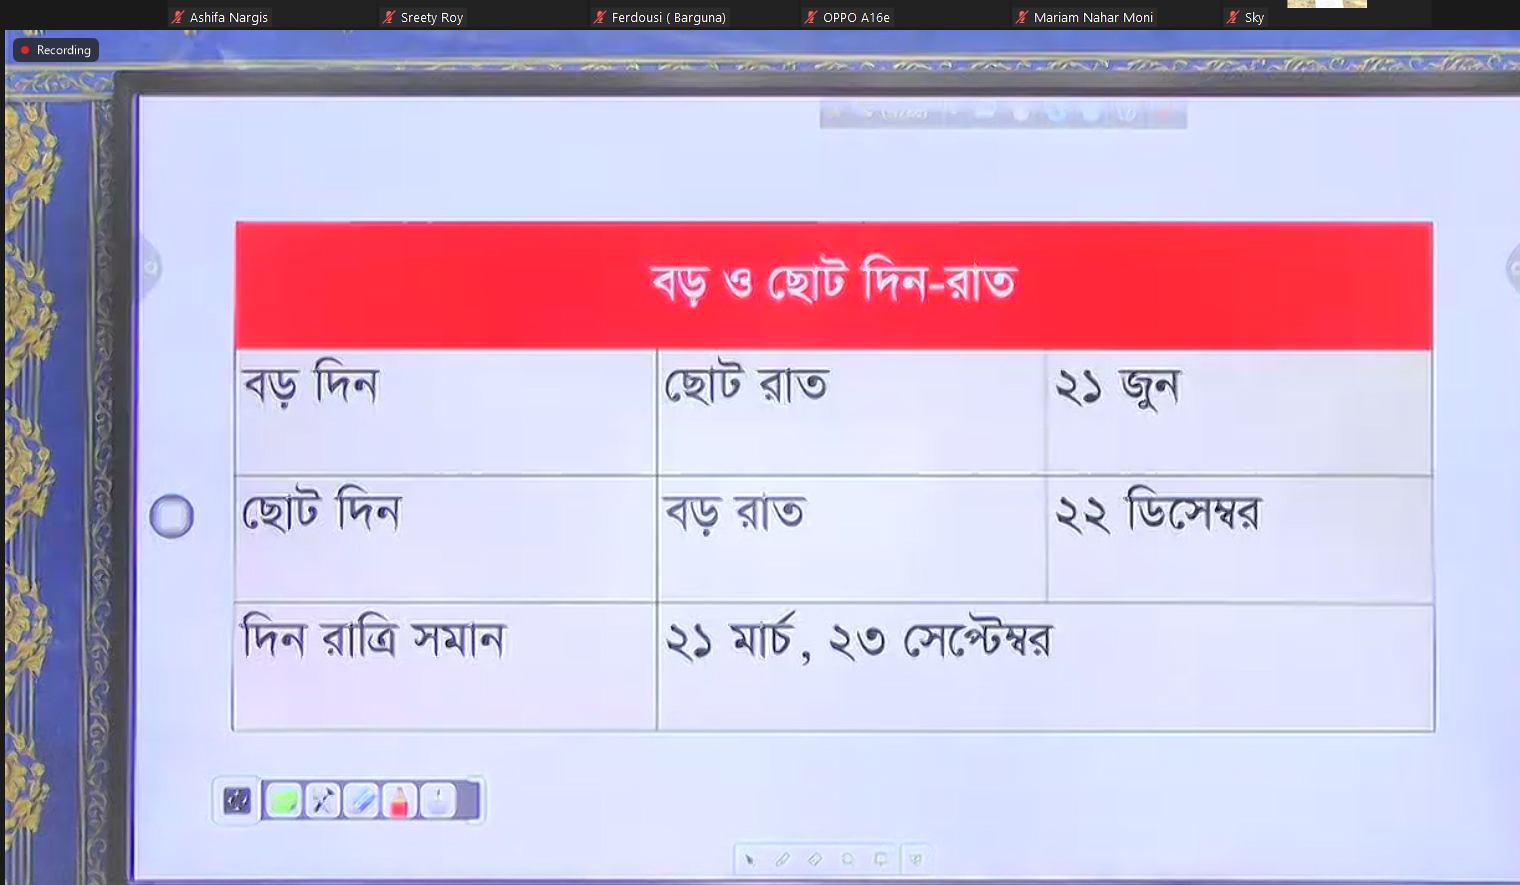 Ashifa Nargis
Sreety Roy
Ferdousi ( Barguna)
OPPO A16e
Mariam Nahar Moni
Sky
Recording
বড় ও ছোট দিন-রাত
বড় দিন
ছোট রাত
২১ জুন
ছোট দিন
বড় রাত
২২ ডিসেম্বর
দিন রাত্রি সমান
২১ মার্চ, ২৩ সেপ্টেম্বর